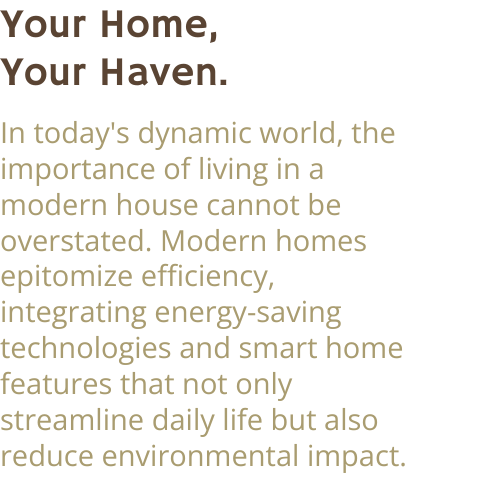 Your Home,
Your Haven.
In today's dynamic world, the
importance of living in a
modern house cannot be
overstated. Modern homes
epitomize efficiency,
integrating energy-saving
technologies and smart home
features that not only
streamline daily life but also
reduce environmental impact.